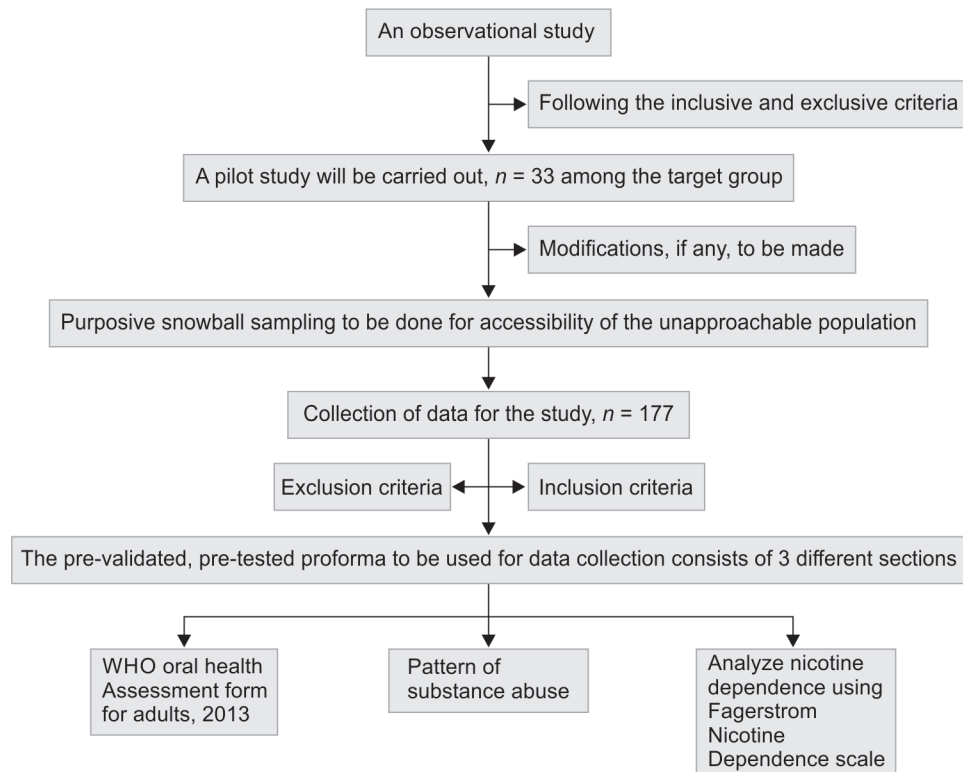 An observational study
Following the inclusive and exclusive criteria
A pilot study will be carried out, n = 33 among the target group
Modifications, if any, to be made
Purposive snowball sampling to be done for accessibility of the unapproachable population
Collection of data for the study, n = 177
Exclusion criteria
Inclusion criteria
The pre-validated, pre-tested proforma to be used for data collection consists of 3 different sections
WHO oral health
Assessment form
for adults, 2013
Pattern of
substance abuse
Analyze nicotine
dependence using
Fagerstrom
Nicotine
Dependence scale